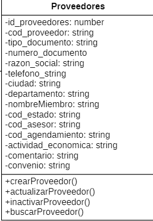 Proveedores
-id_proveedores: number
-cod_proveedor: string
-tipo_documento: string
-numero_documento
-razon_social: string
-telefono_string
-ciudad: string
-departamento: string
-nombreMiembro: string
-cod_estado: string
-cod_asesor: string
-cod_agendamiento: string
-actividad_economica: string
-comentario: string
-convenio: string
+crearProveedor()
+actualizarProveedor()
+inactivarProveedor()
+buscarProveedor()